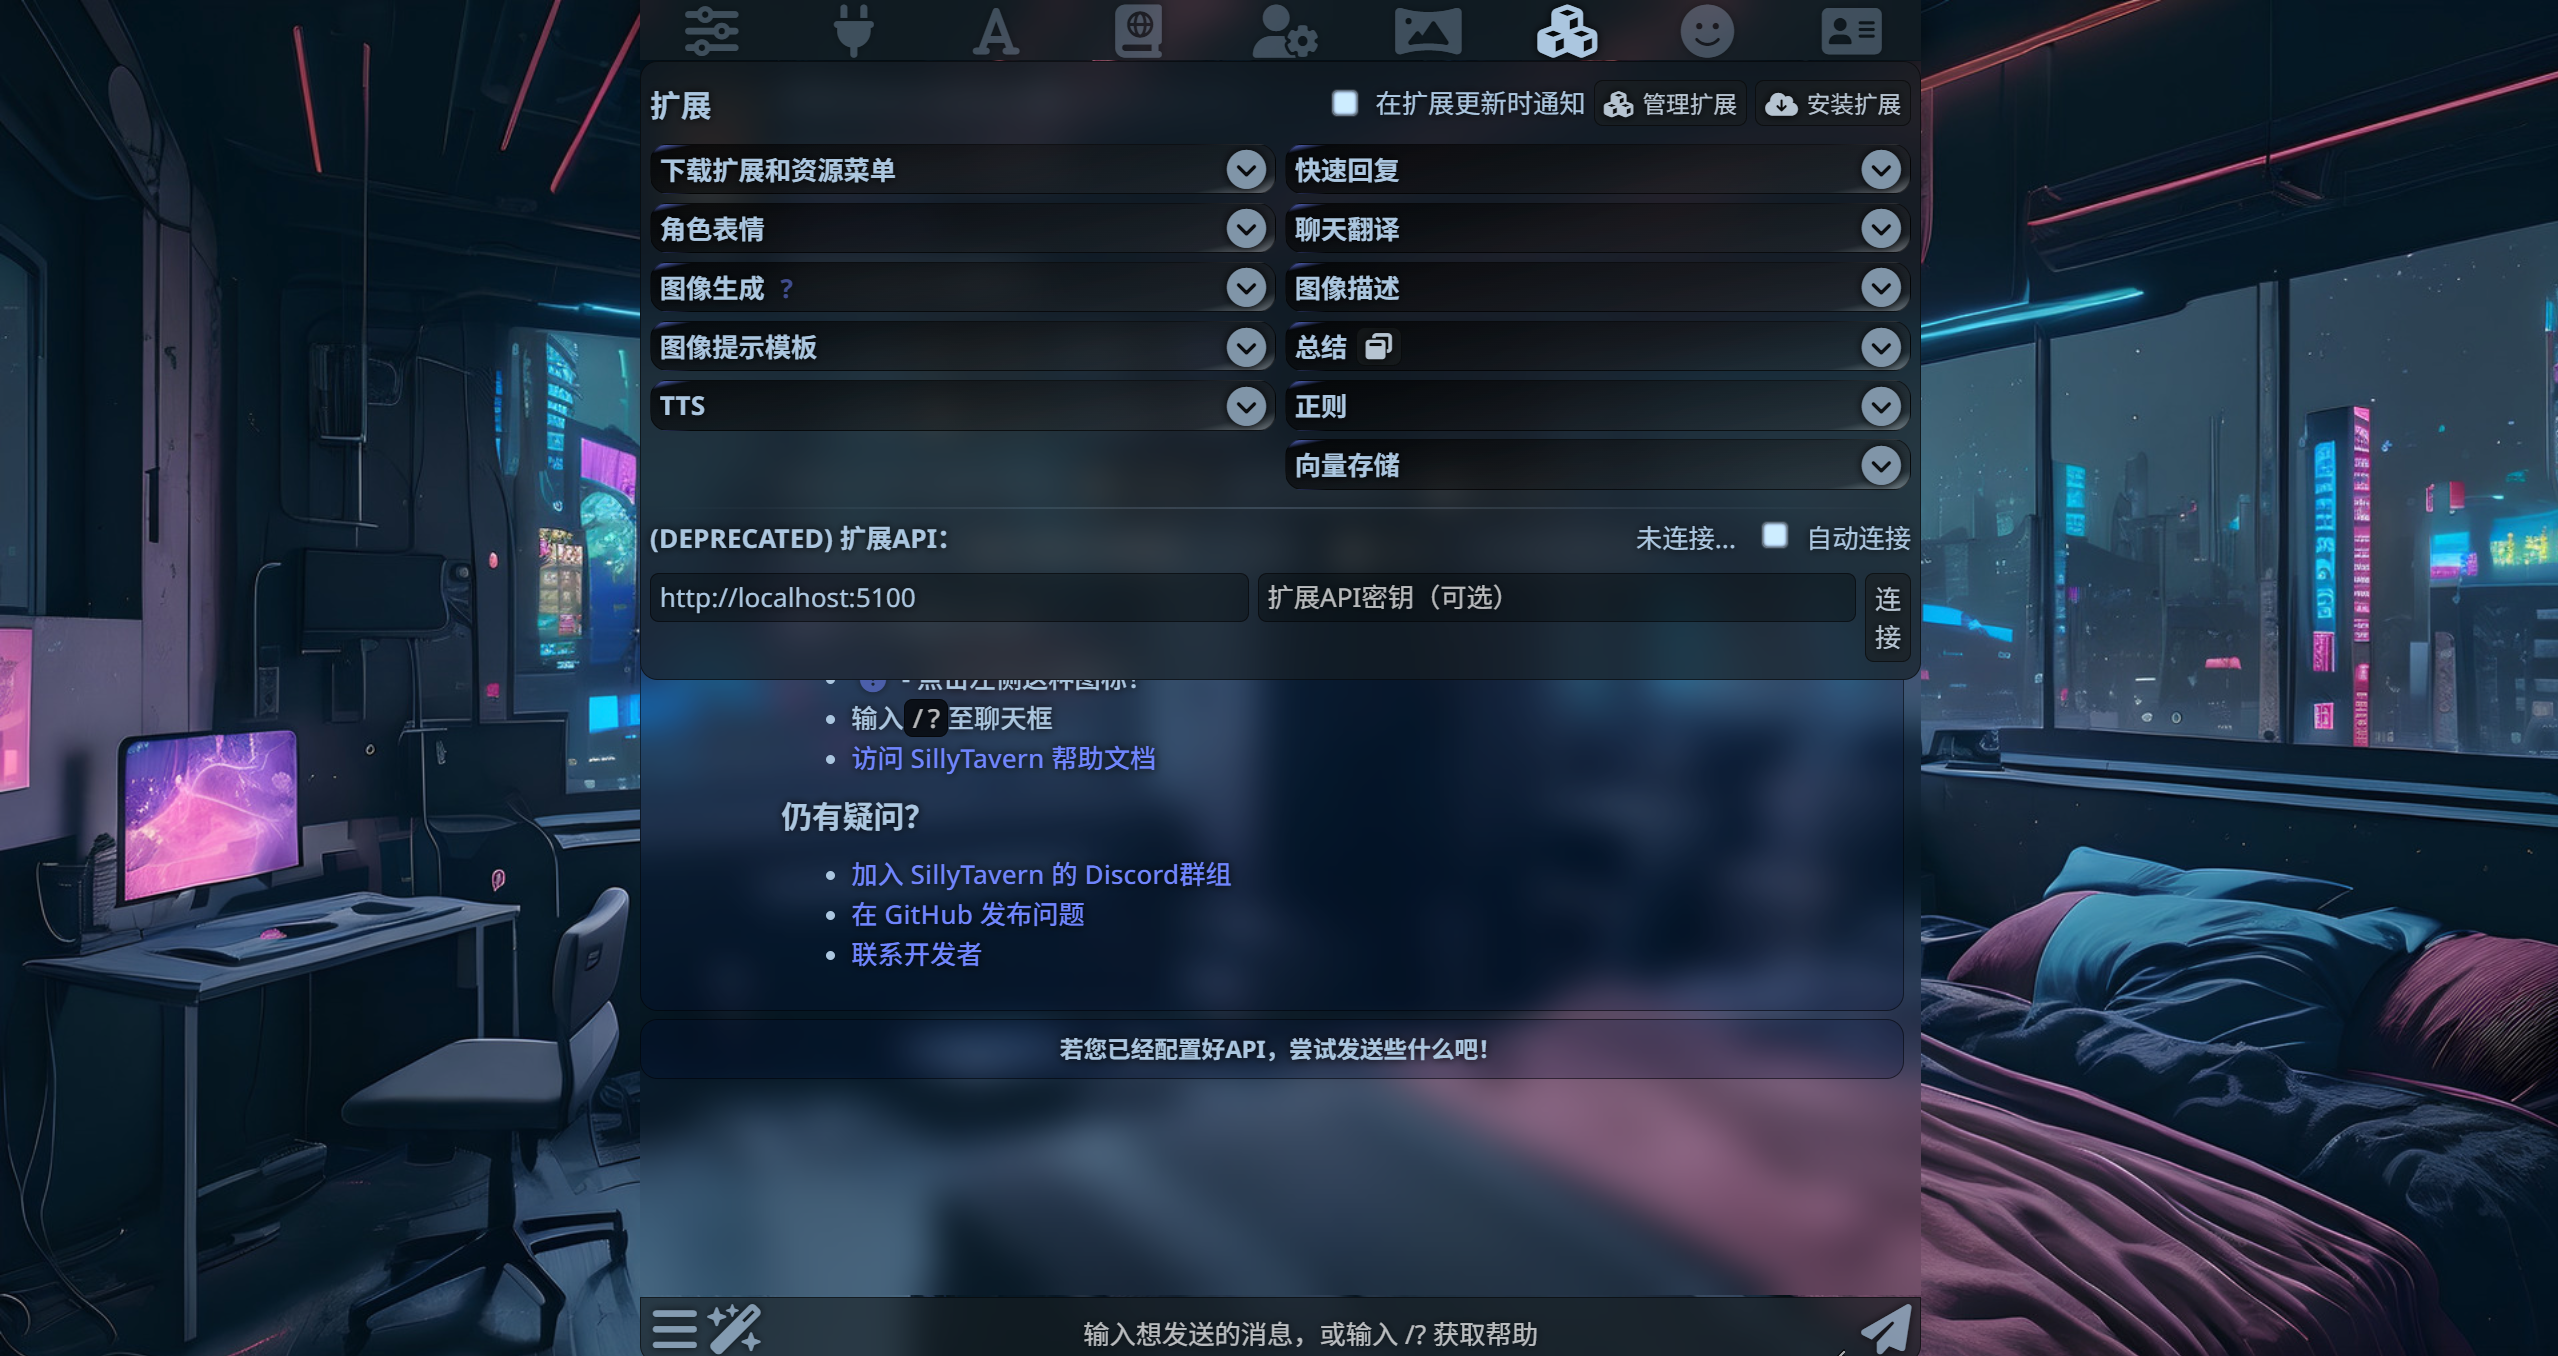 扩展
在扩展更新时通知
管理扩展
安装扩展
下载扩展和资源菜单
快速回复
角色表情
聊天翻译
图像生成 ?
图像描述
图像提示模板
总结
TTS
正则
向量存储
(DEPRECATED) 扩展API：
未连接...
自动连接
http://localhost:5100
扩展API密钥（可选）
连接
- 点击左侧这种图标！
输入 /? 至聊天框
访问 SillyTavern 帮助文档
仍有疑问？
加入 SillyTavern 的 Discord群组
在 GitHub 发布问题
联系开发者
若您已经配置好API，尝试发送些什么吧！
输入想发送的消息，或输入 /? 获取帮助